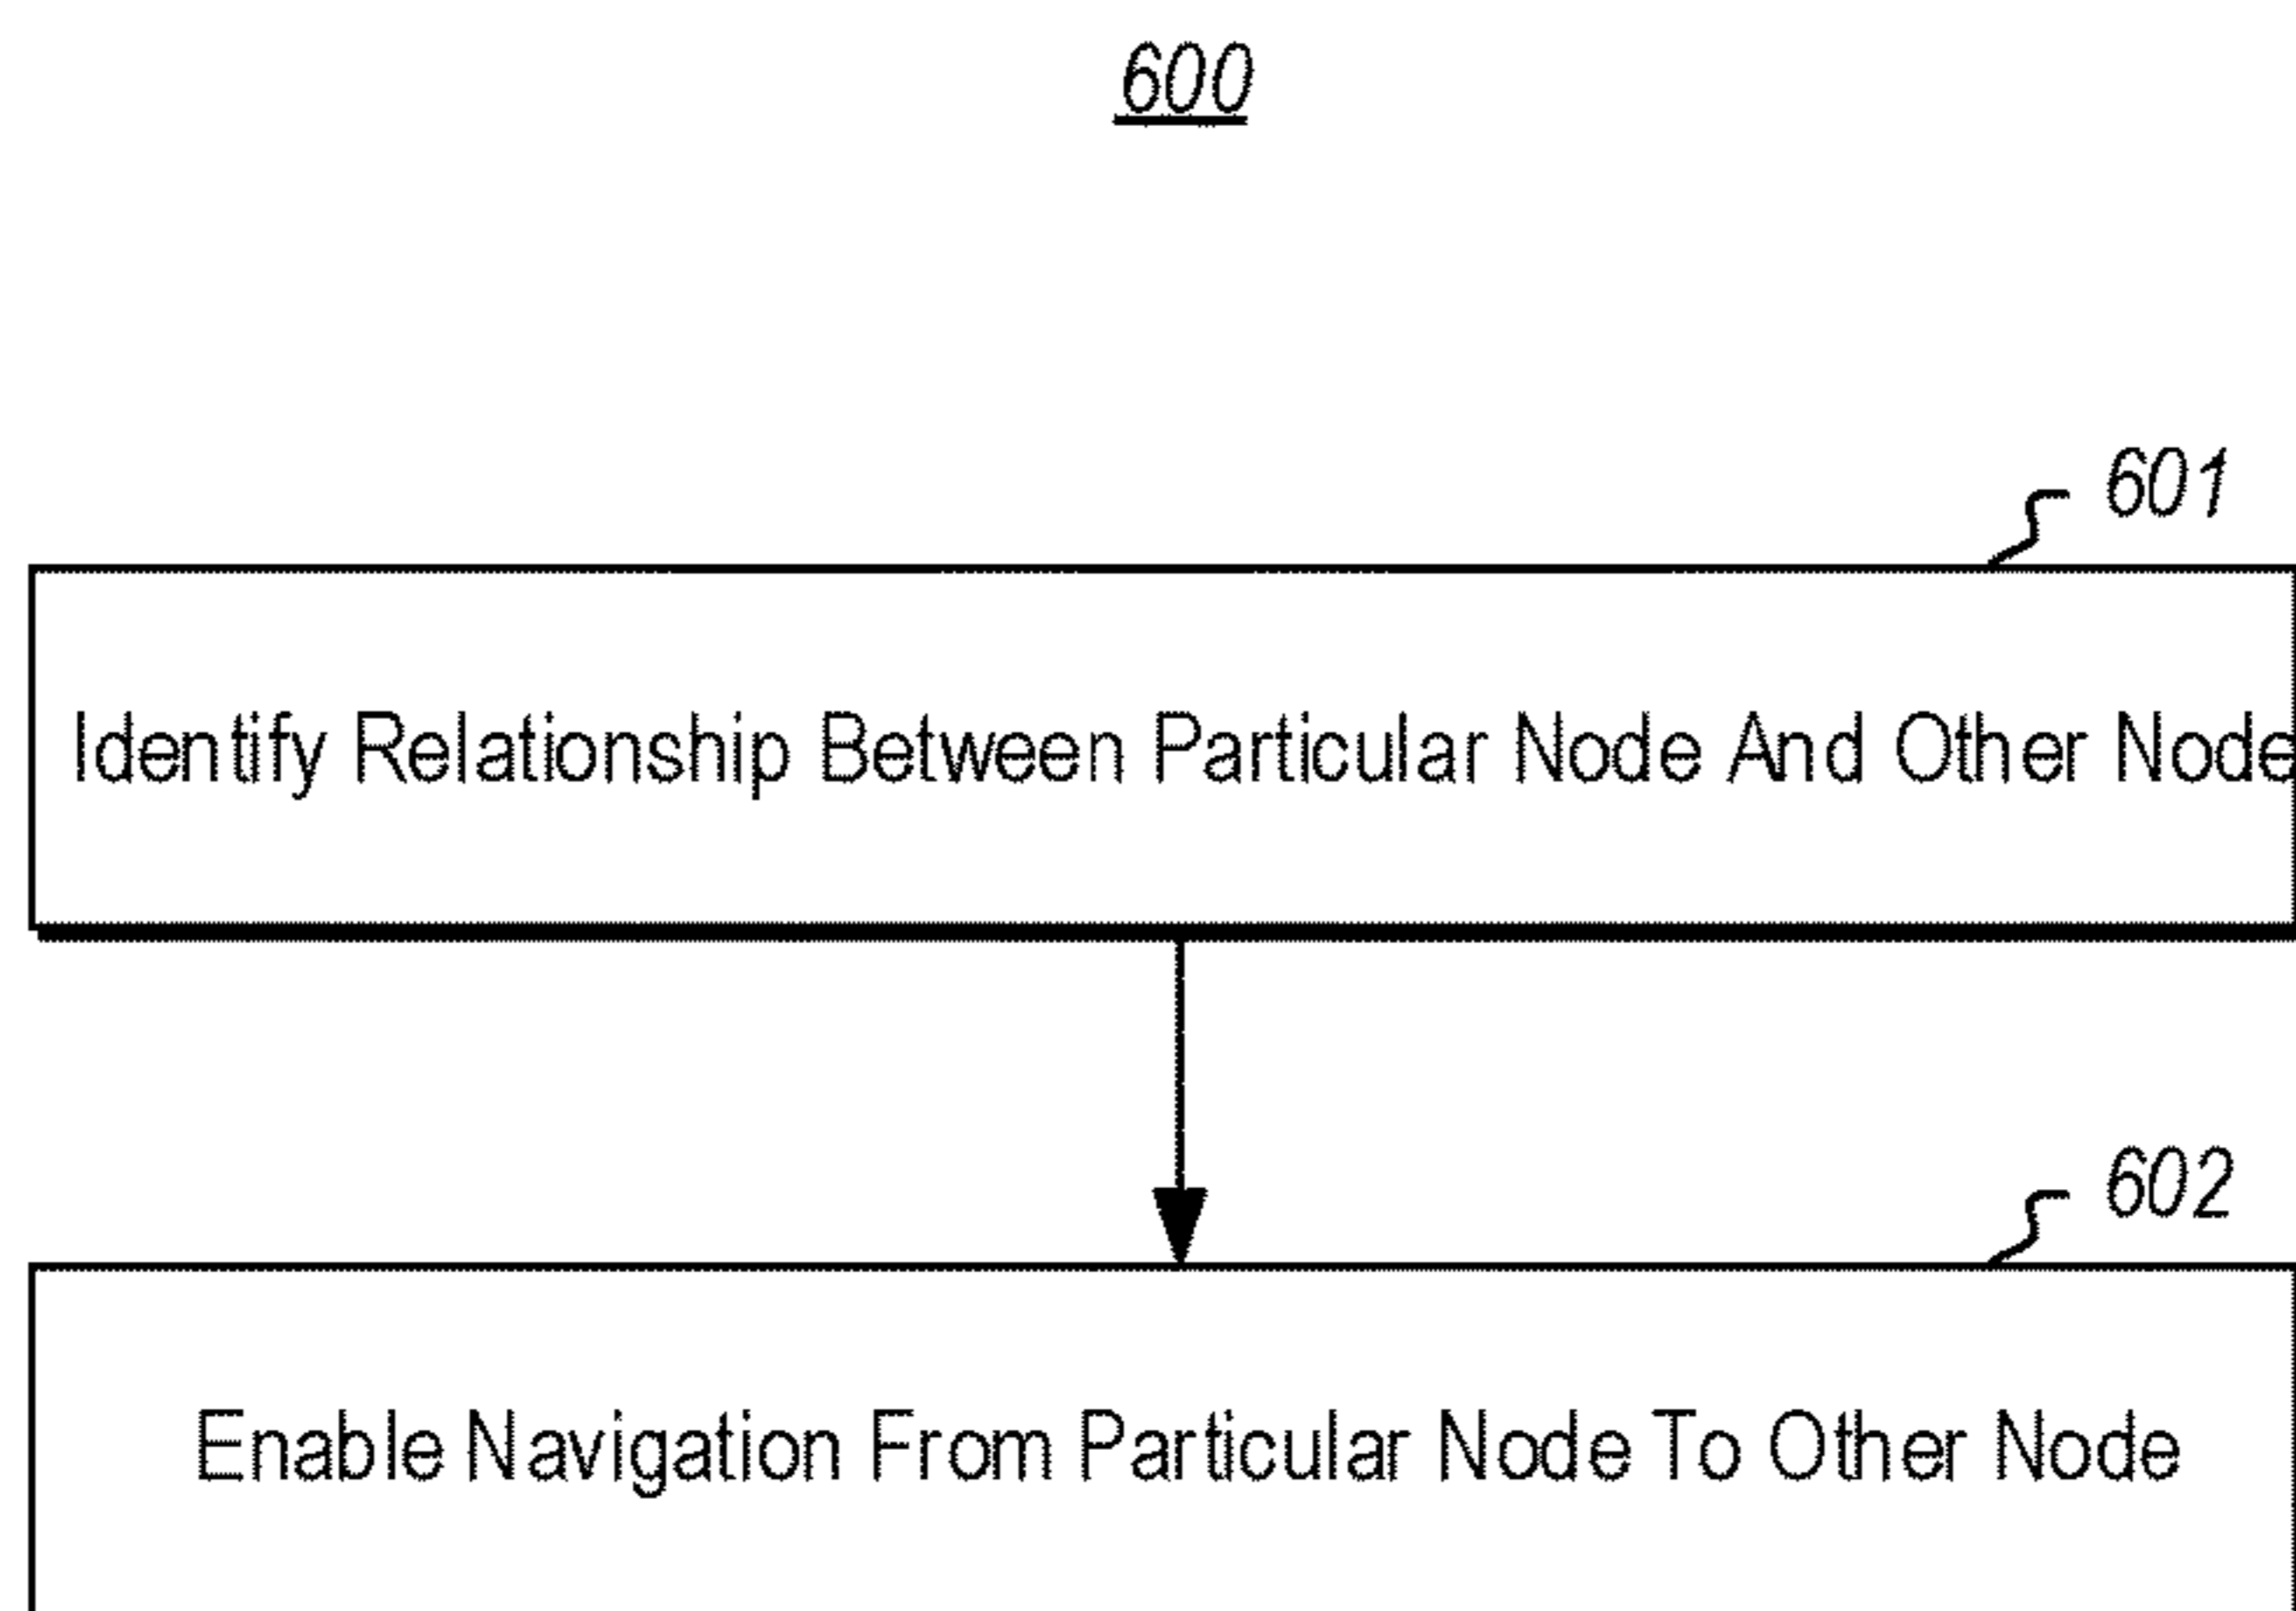 600
601
Identify Relationship Between Particular Node And Other Node
602
Enable Navigation From Particular Node To Other Node